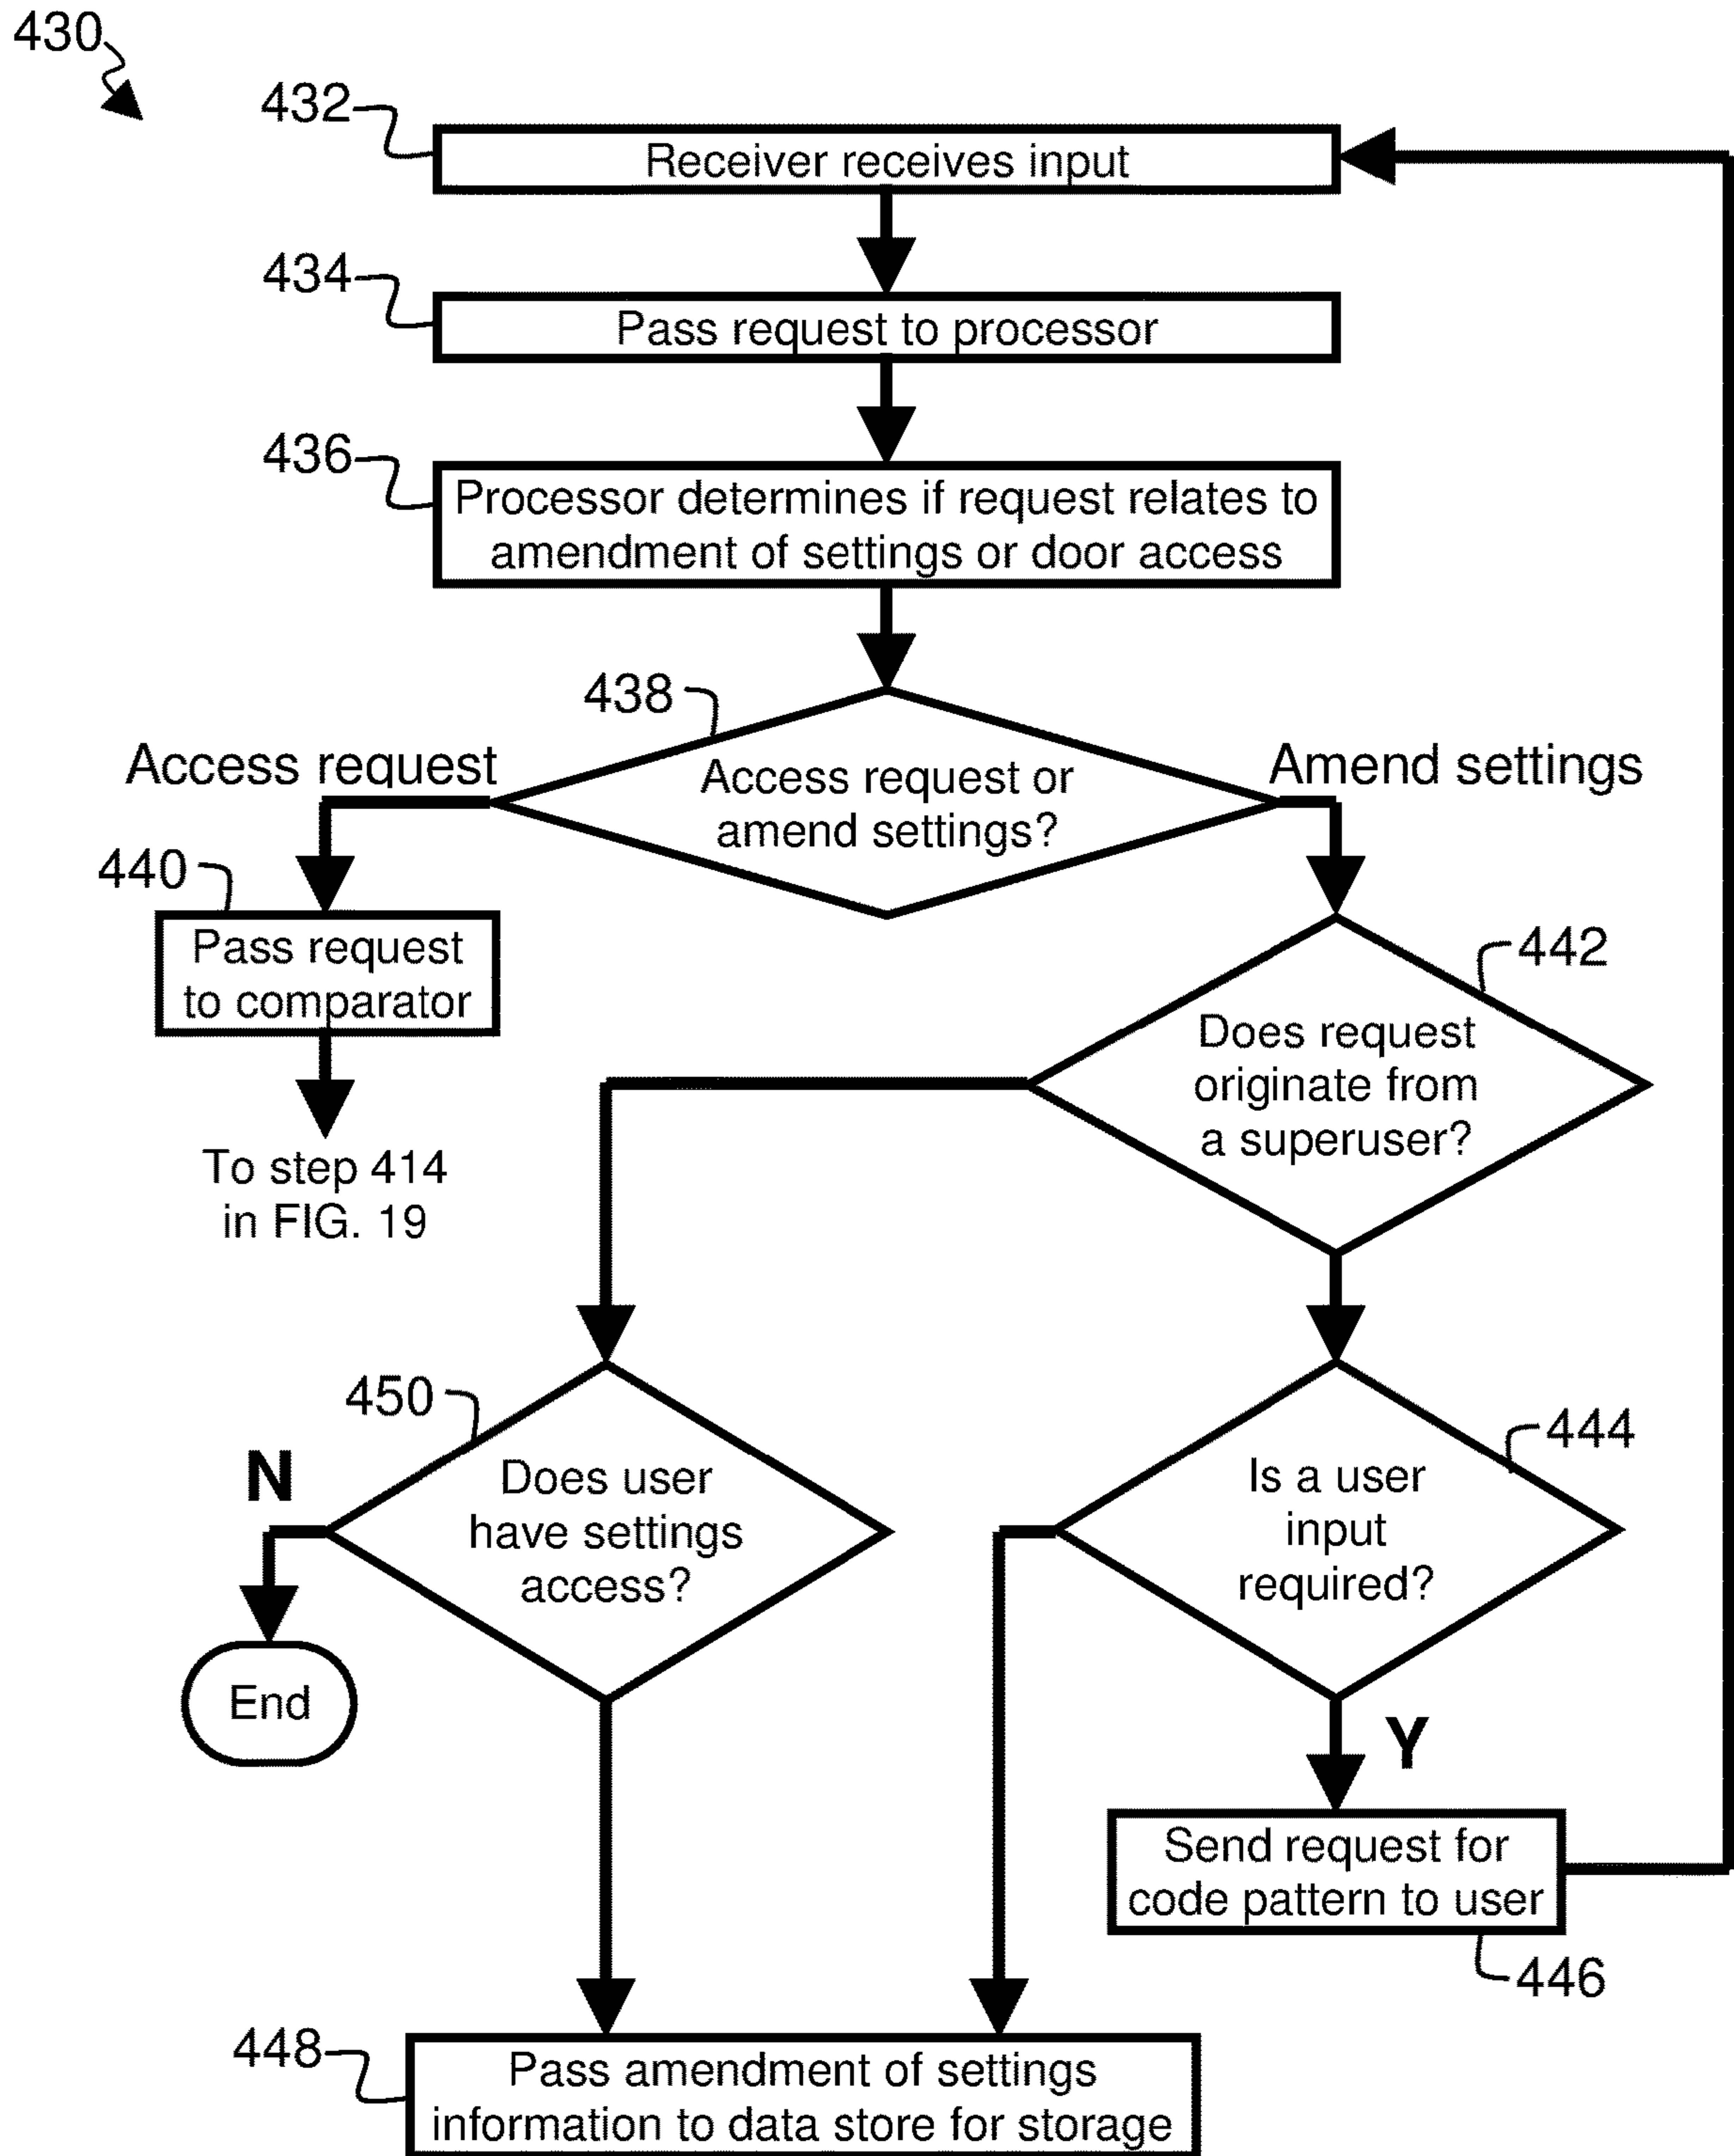 430
432
Receiver receives input
434
Pass request to processor
436
Processor determines if request relates to
amendment of settings or door access
438
Access request
Access request or
amend settings?
Amend settings
440
Pass request
to comparator
To step 414
in FIG. 19
442
Does request
originate from
a superuser?
450
N
Does user
have settings
access?
End
444
Is a user
input
required?
Y
Send request for
code pattern to user
446
448
Pass amendment of settings
information to data store for storage